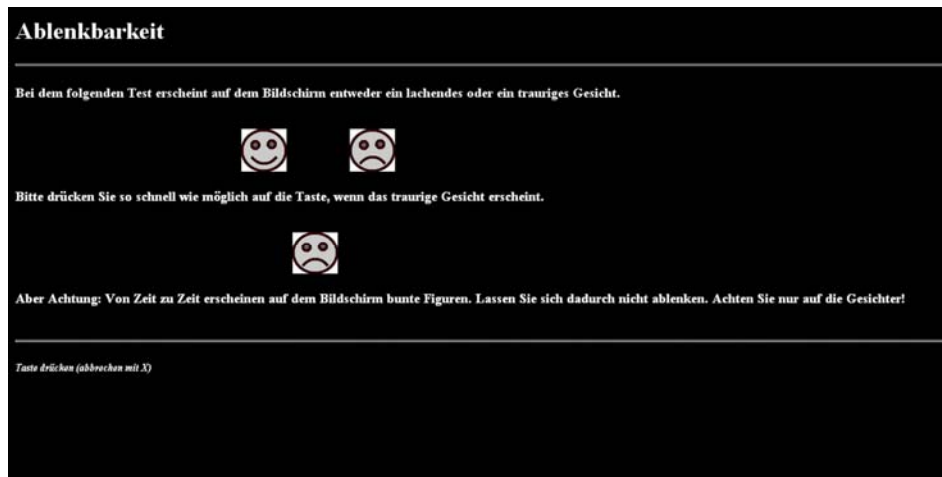 Ablenkbarkeit
Bei dem folgenden Test erscheint auf dem Bildschirm entweder ein lachendes oder ein trauriges Gesicht.
Bitte drücken Sie so schnell wie möglich auf die Taste, wenn das traurige Gesicht erscheint.
Aber Achtung: Von Zeit zu Zeit erscheinen auf dem Bildschirm bunte Figuren. Lassen Sie sich dadurch nicht ablenken. Achten Sie nur auf die Gesichter!
Taste drücken (abbrechen mit X)